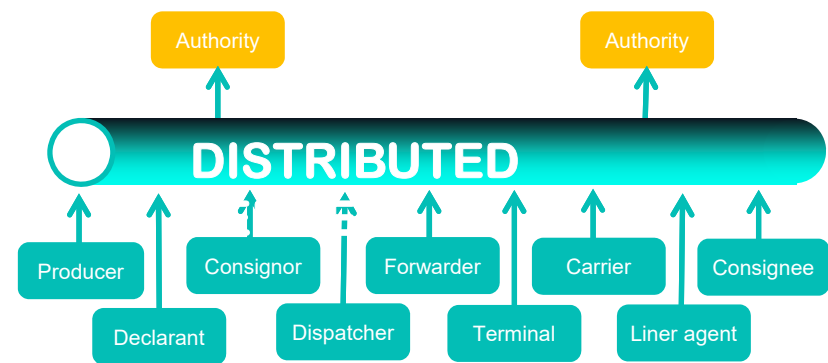 Authority
Authority
DISTRIBUTED
Producer
Consignor
Forwarder
Carrier
Consignee
Declarant
Dispatcher
Terminal
Liner agent